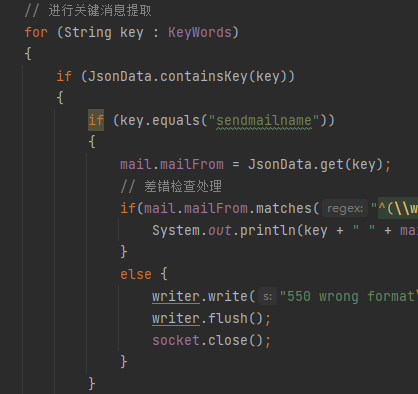 // 进行关键消息提取
for (String key : KeyWords)
{
if (JsonData.containsKey(key))
{
if (key.equals("sendmailname"))
{
mail.mailFrom = JsonData.get(key);
// 差错检查处理
if(mail.mailFrom.matches( regex: "^(\\w
System.out.println(key + " " + mai
}
else {
writer.write( s: "550 wrong format\
writer.flush();
socket.close();
}
}